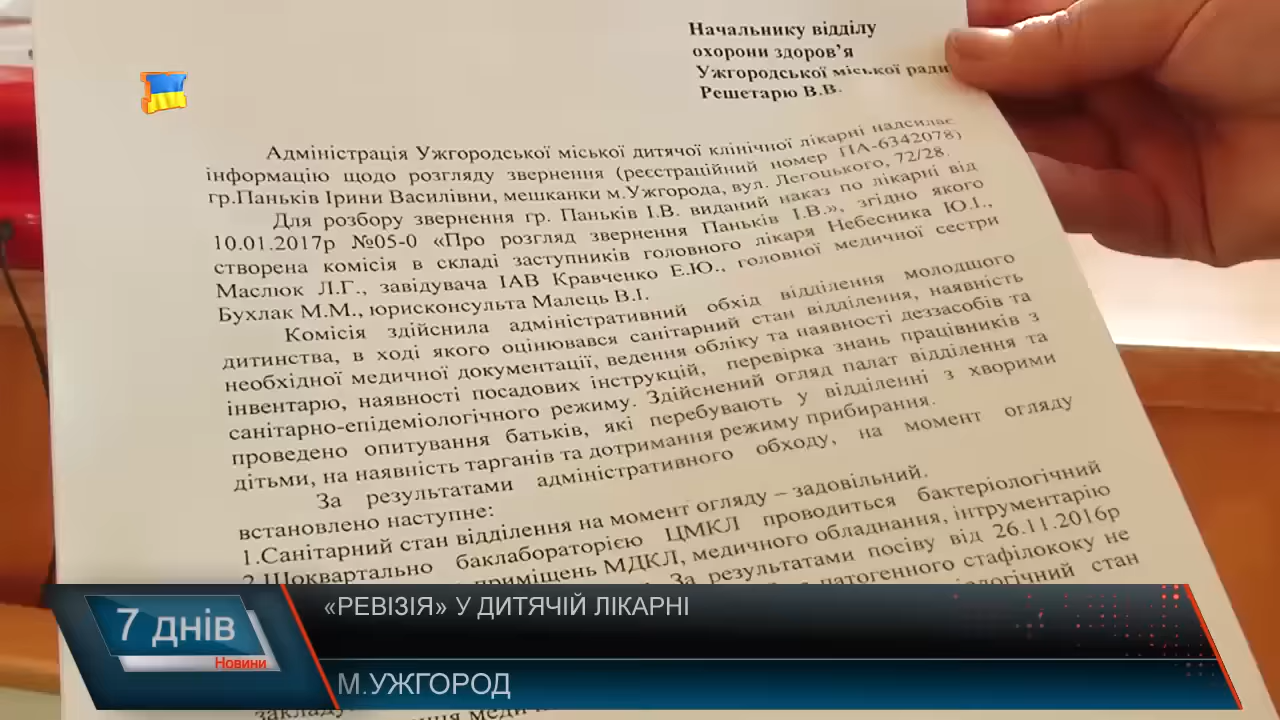 Начальнику відділу
охорони здоров’я
Ужгородської міської ради
Решетарю В.В.
Адміністрація Ужгородської міської дитячої клінічної лікарні надсилає
інформацію щодо розгляду звернення (реєстраційний номер ПА-6342078)
гр.Паньків Ірини Василівни, мешканки м.Ужгорода, вул. Легоцького, 72/28.
Для розбору звернення гр. Паньків І.В. виданий наказ по лікарні від
10.01.2017р №05-0 «Про розгляд звернення Паньків І.В.», згідно якого
створена комісія в складі заступників головного лікаря Небесника Ю.І.,
Маслюк Л.Г., завідувача ІАВ Кравченко Е.Ю., головної медичної сестри
Бухлак М.М., юрисконсульта Малець В.І.
Комісія здійснила адміністративний обхід відділення молодшого
дитинства, в ході якого оцінювався санітарний стан відділення, наявність
необхідної медичної документації, ведення обліку та наявності деззасобів та
інвентарю, наявності посадових інструкцій, перевірка знань працівників з
санітарно-епідеміологічного режиму. Здійснений огляд палат відділення та
проведено опитування батьків, які перебувають у відділенні з хворими
дітьми, на наявність тарганів та дотримання режиму прибирання.
За результатами адміністративного обходу, на момент огляду
встановлено наступне:
1.Санітарний стан відділення на момент огляду – задовільний.
2.Щоквартально баклабораторією ЦМКЛ проводиться бактеріологічний
приміщень МДКЛ, медичного обладнання, інтрументарію
За результатами посіву від 26.11.2016р
патогенного стафілококу не
стан
«РЕВІЗІЯ» У ДИТЯЧІЙ ЛІКАРНІ
7 днів
Новини
М.УЖГОРОД